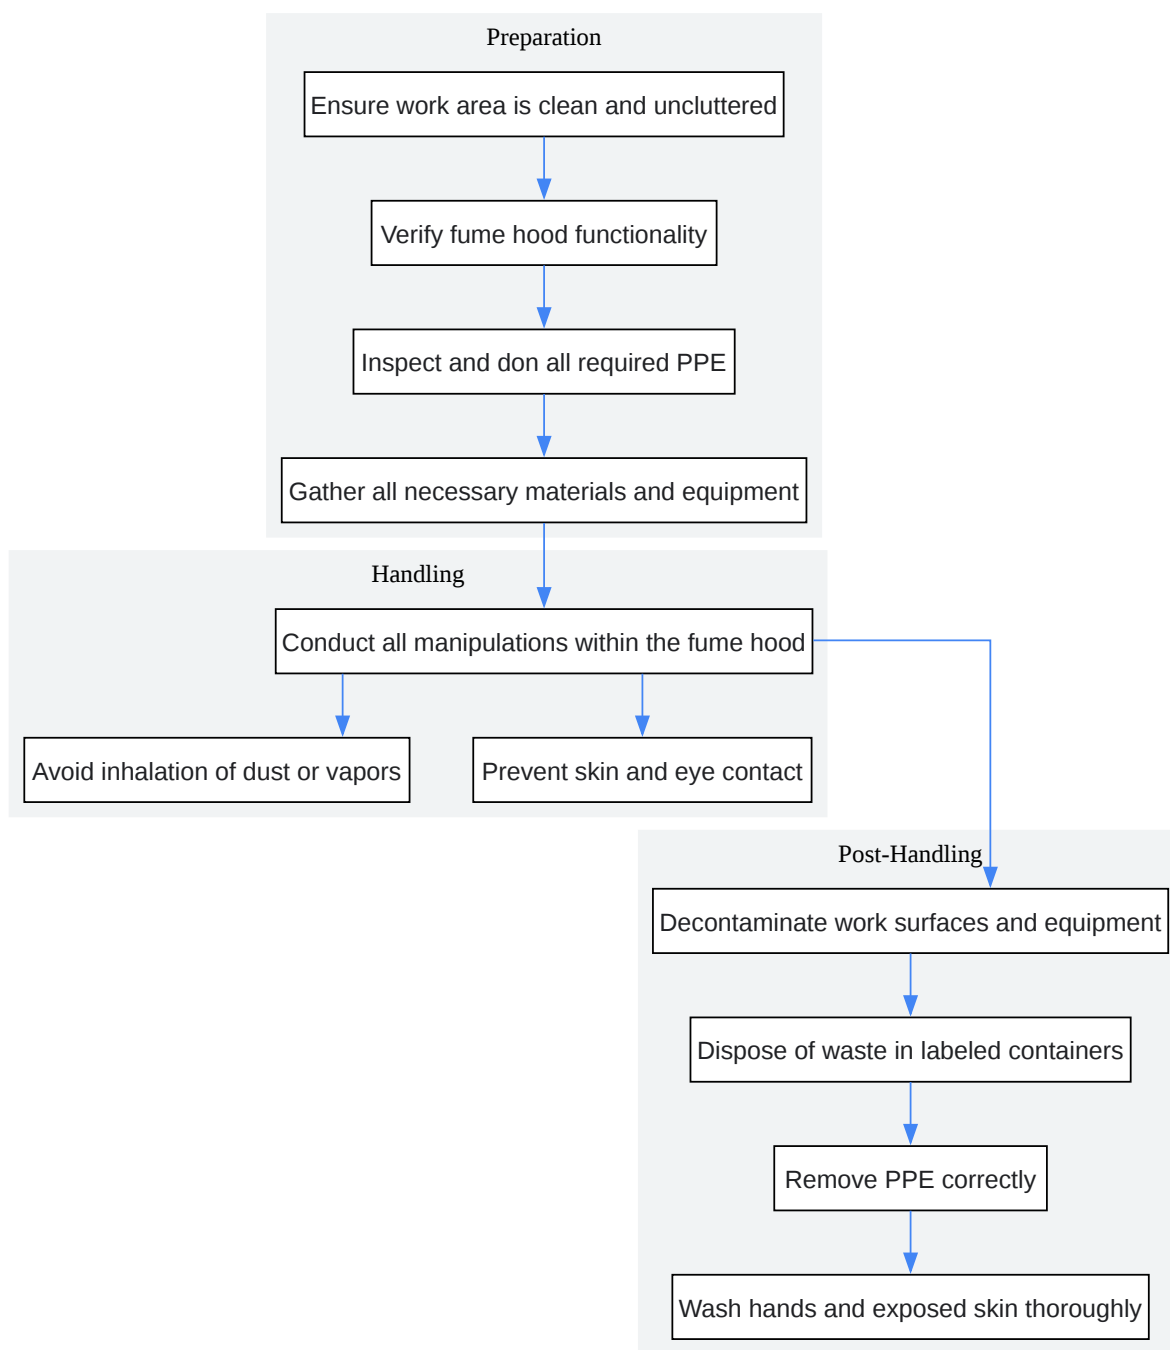 Preparation
Ensure work area is clean and uncluttered
Verify fume hood functionality
Inspect and don all required PPE
Gather all necessary materials and equipment
Handling
Conduct all manipulations within the fume hood
Avoid inhalation of dust or vapors
Prevent skin and eye contact
Post-Handling
Decontaminate work surfaces and equipment
Dispose of waste in labeled containers
Remove PPE correctly
Wash hands and exposed skin thoroughly